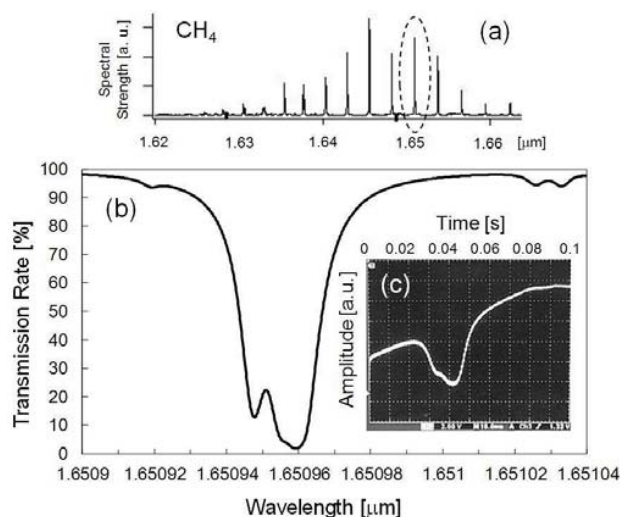 CH4
(a)
Spectral
Strength [a. u.]
1.62 1.63 1.64 1.65 1.66 [μm]
100
90
80
70
60
50
40
30
20
10
0
(b)
Transmission Rate [%]
Time [s]
0 0.02 0.04 0.06 0.08 0.1
(c)
Amplitude [a.u.]
1.6509 1.65092 1.65094 1.65096 1.65098 1.651 1.65102 1.65104
Wavelength [μm]